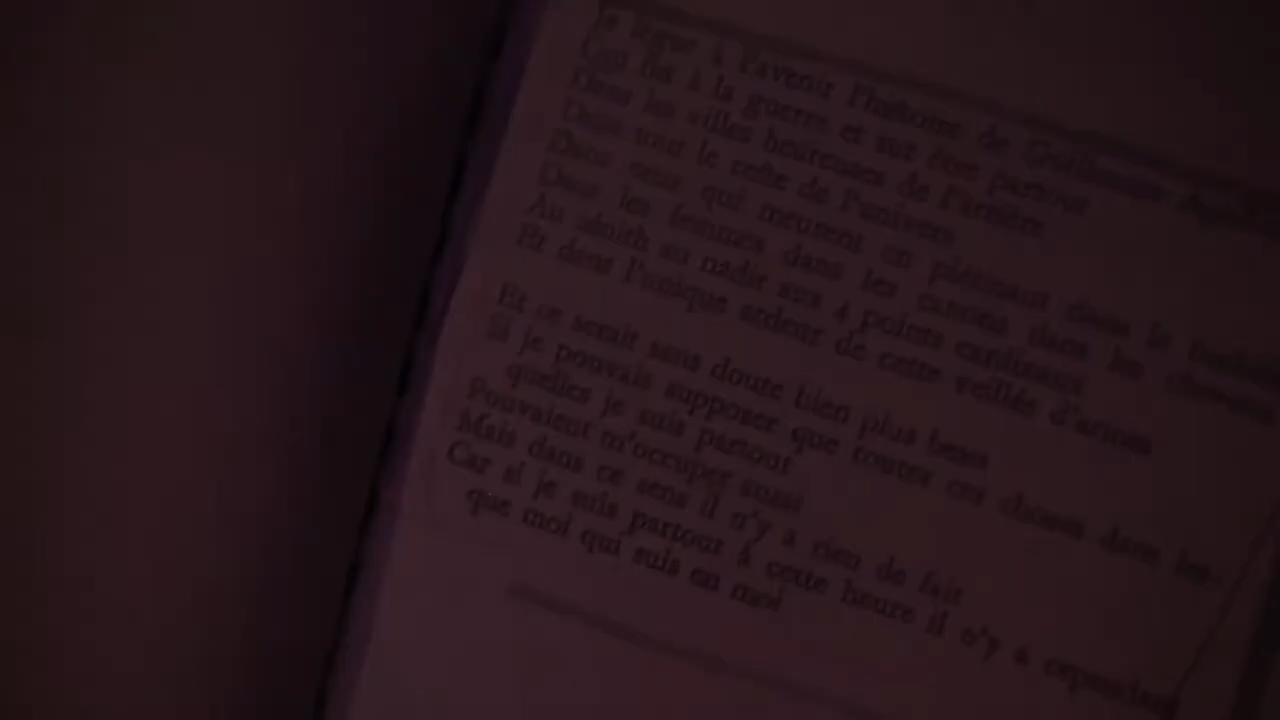 Je lègue à l'avenir l'histoire de Guillaume Apol
Qui fut à la guerre et sut être partout
Dans les villes heureuses de l'arrière
Dans tout le reste de l'univers
Dans ceux qui meurent en piétinant dans le barbelé
Dans les femmes dans les canons dans les chevaux
Au zénith au nadir aux 4 points cardinaux
Et dans l'unique ardeur de cette veillée d'armes
Et ce serait sans doute bien plus beau
Si je pouvais supposer que toutes ces choses dans les-
quelles je suis partout
Pouvaient m'occuper aussi
Mais dans ce sens il n'y a rien de fait
Car si je suis partout à cette heure il n'y a cependant
que moi qui suis en moi